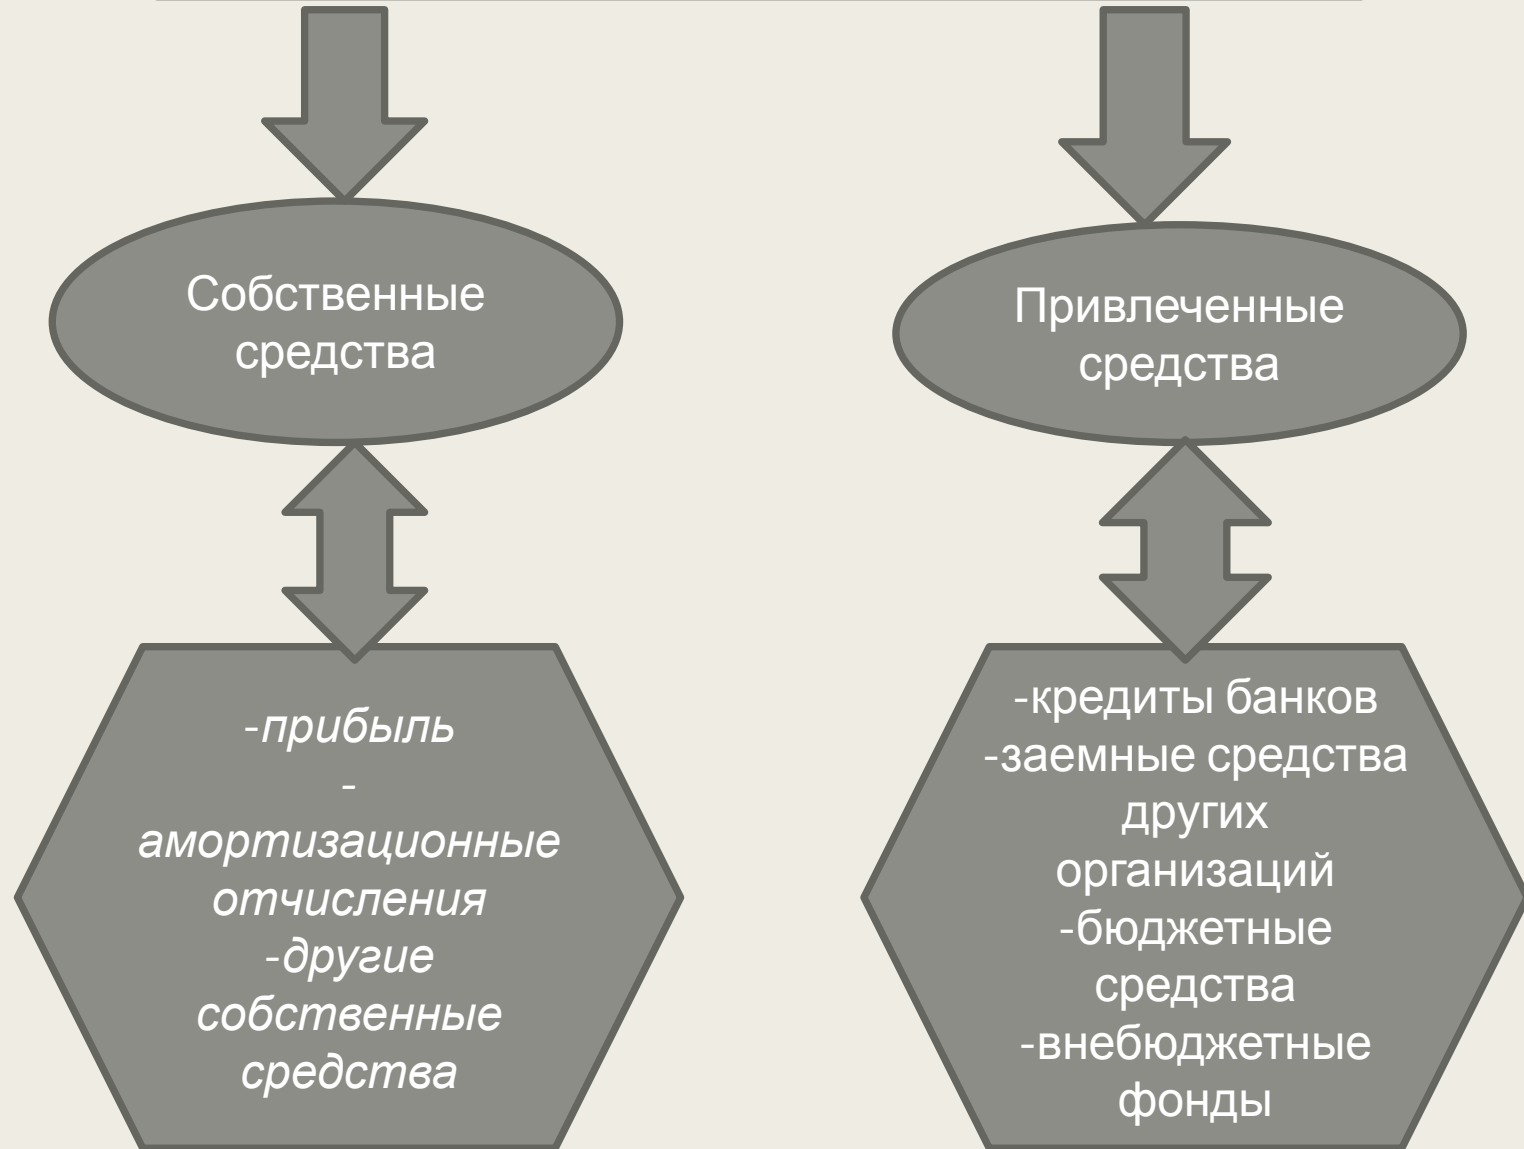 Собственные
средства
Привлеченные
средства
-прибыль
-
амортизационные
отчисления
-другие
собственные
средства
-кредиты банков
-заемные средства
других
организаций
-бюджетные
средства
-внебюджетные
фонды